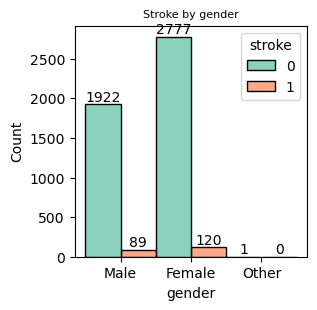 Stroke by gender
2777
stroke
0
1
2500
2000
1922
1500
Count
1000
500
89
120
1
0
0
Male
Female
Other
gender